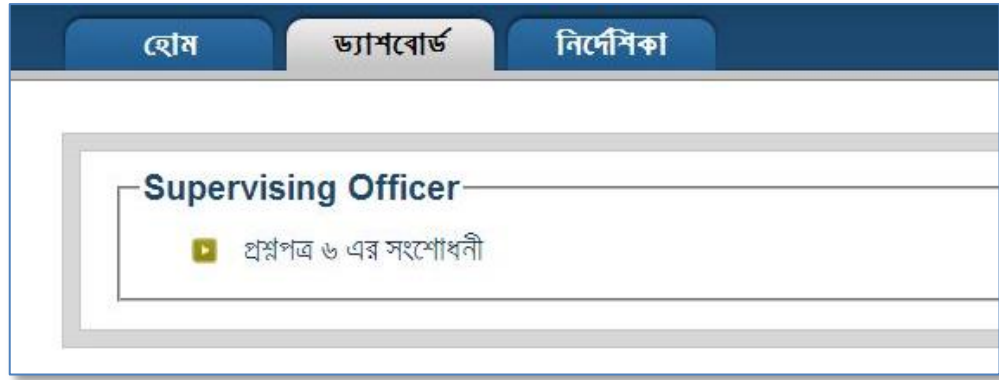 হোম ড্যাশবোর্ড নির্দেশিকা
Supervising Officer
প্রশ্নপত্র ৬ এর সংশোধনী